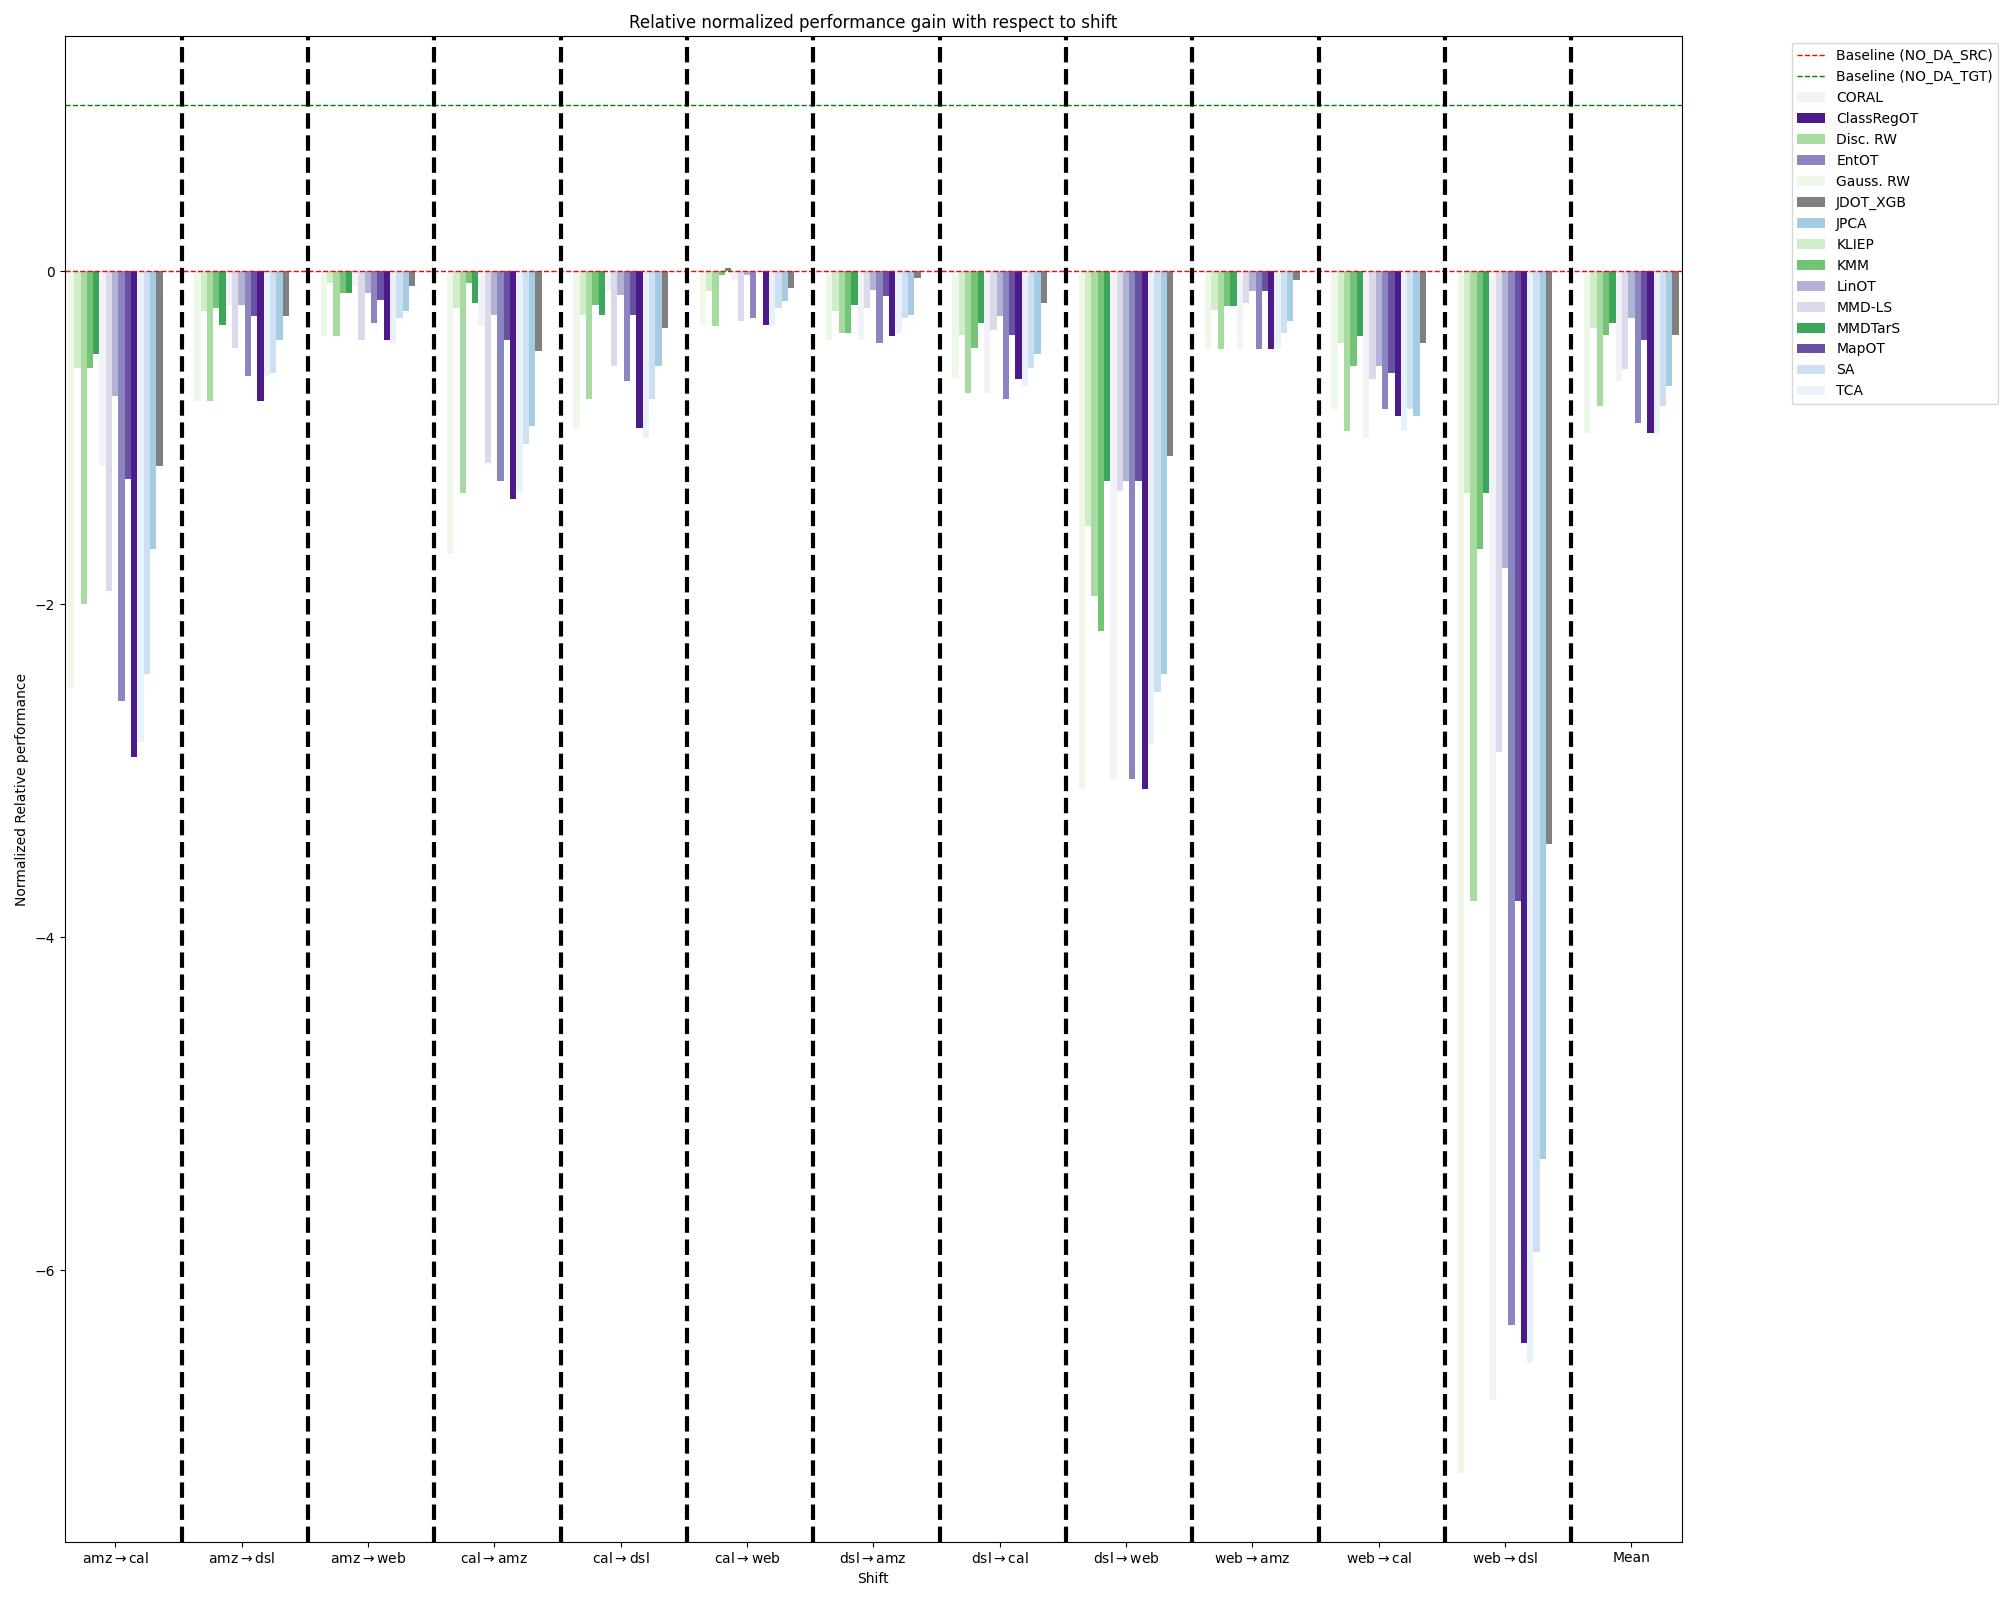 Relative normalized performance gain with respect to shift
Baseline (NO_DA_SRC)
Baseline (NO_DA_TGT)
CORAL
ClassRegOT
Disc. RW
EntOT
Gauss. RW
JDOT_XGB
JPCA
KLIEP
KMM
LinOT
MMD-LS
MMDTarS
MapOT
SA
TCA
Normalized Relative performance
0
−2
−4
−6
amz→cal amz→dsl amz→web cal→amz cal→dsl cal→web dsl→amz dsl→cal dsl→web web→amz web→cal web→dsl Mean
Shift